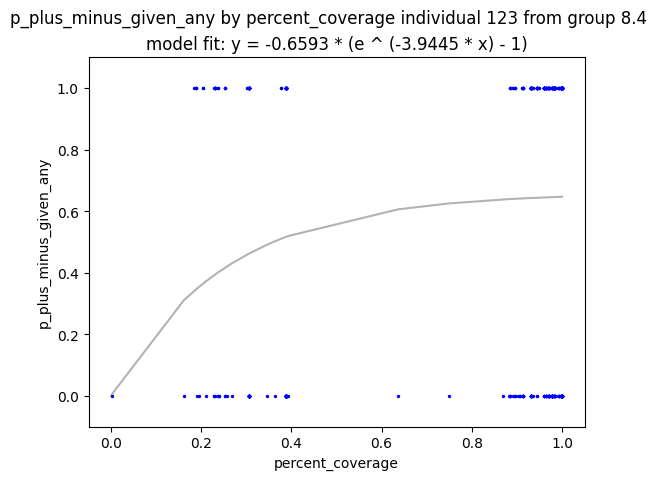 p_plus_minus_given_any by percent_coverage individual 123 from group 8.4
model fit: y = -0.6593 * (e ^ (-3.9445 * x) - 1)
1.0
0.8
0.6
0.4
0.2
0.0
p_plus_minus_given_any
0.0 0.2 0.4 0.6 0.8 1.0
percent_coverage